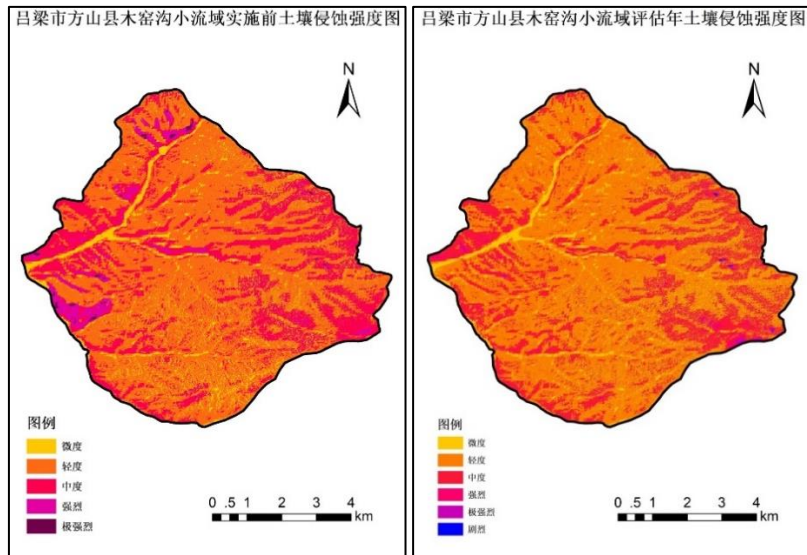 吕梁市方山县木窑沟小流域实施前土壤侵蚀强度图
N
图例
微度
轻度
中度
强烈
极强烈
0 .5 1 2 3 4
km
吕梁市方山县木窑沟小流域评估年土壤侵蚀强度图
N
图例
微度
轻度
中度
强烈
极强烈
剧烈
0 .5 1 2 3 4
km